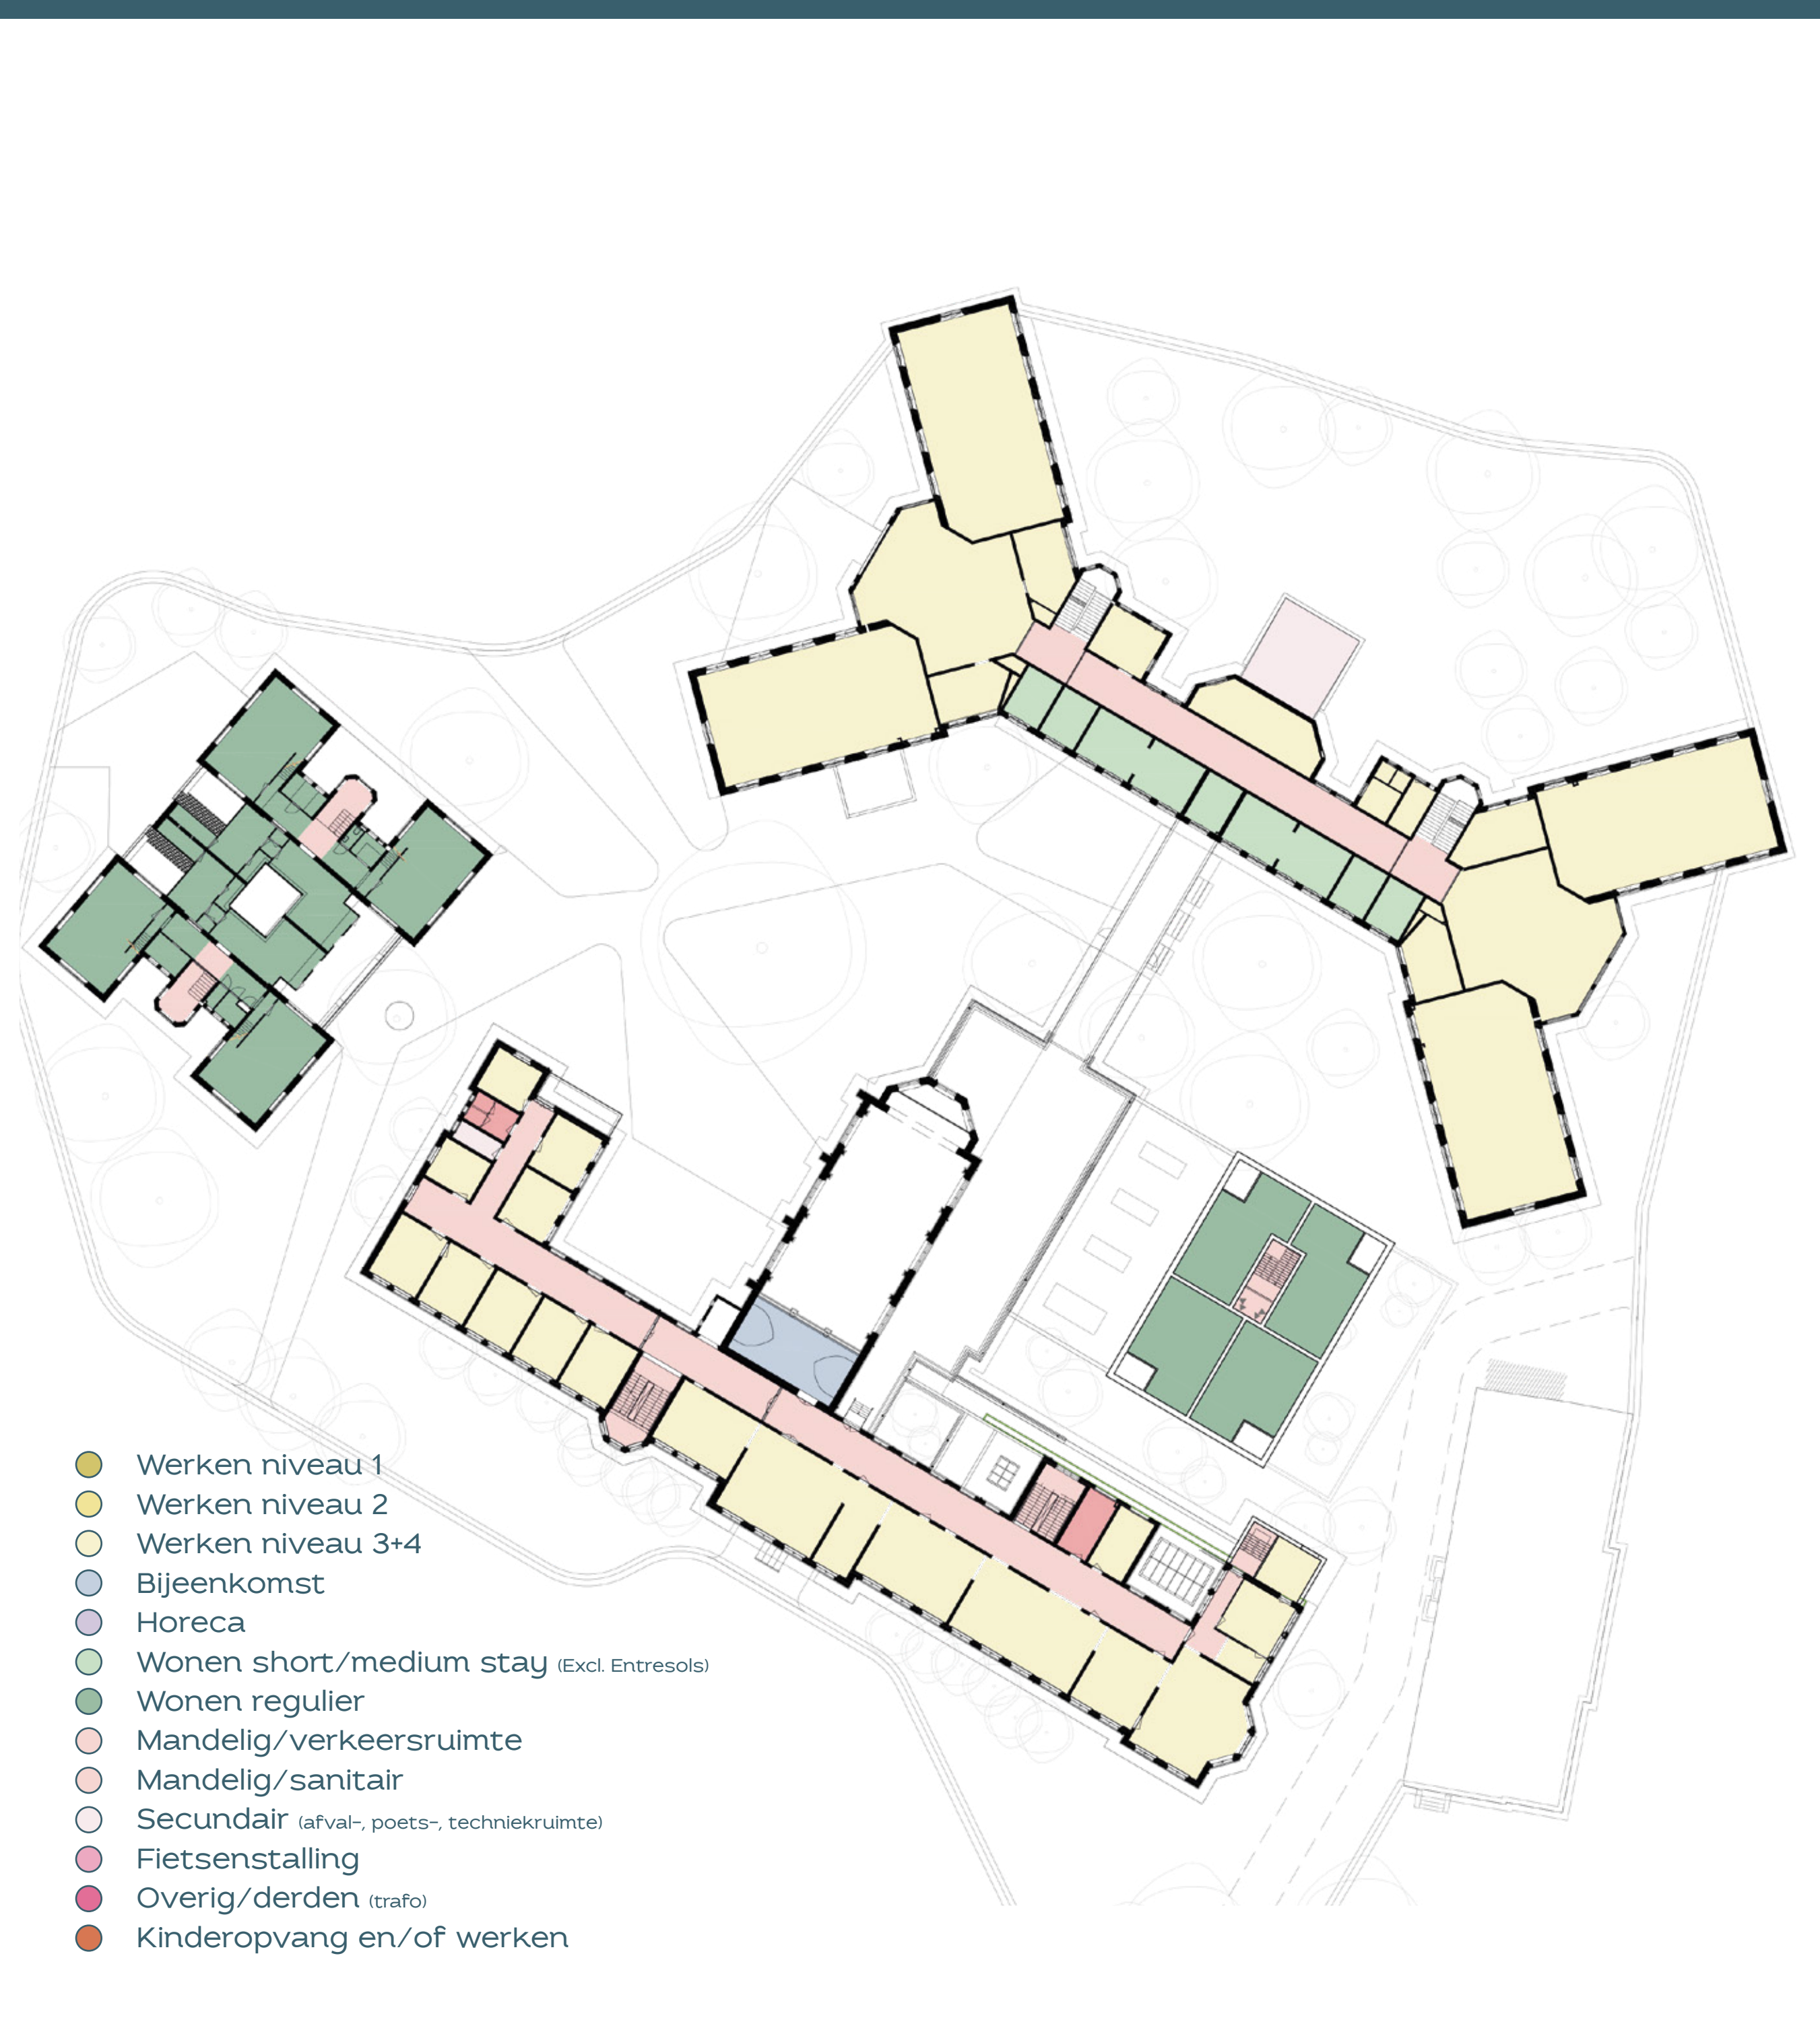 Werken niveau 1
Werken niveau 2
Werken niveau 3+4
Bijeenkomst
Horeca
Wonen short/medium stay (Excl. Entresols)
Wonen regulier
Mandelig/verkeersruimte
Mandelig/sanitair
Secundair (afval-, poets-, techniekruimte)
Fietsenstalling
Overig/derden (trafo)
Kinderopvang en/of werken